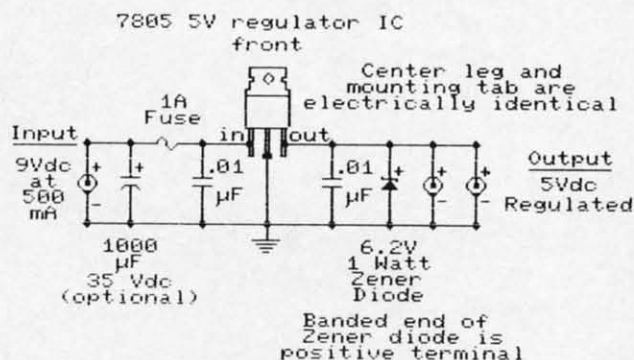 7805 5V regulator IC
front
Center leg and
mounting tab are
electrically identical
1A
Fuse
in
out
Input
9Vdc
at
500
mA
+
-
+
.01
µF
.01
µF
+
+
-
+
-
Output
5Vdc
Regulated
1000
µF
35 Vdc
(optional)
6.2V
1 Watt
Zener
Diode
Banded end of
Zener diode is
positive terminal